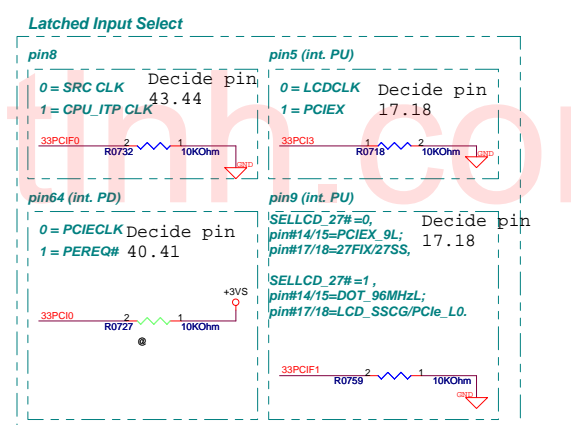 Latched Input Select
pin8
0 = SRC CLK
1 = CPU_ITP CLK
Decide pin
43.44
33PCIF0
2
1
R0732
10KOhm
GND
pin5 (int. PU)
0 = LCDCLK
1 = PCIEX
Decide pin
17.18
33PCI3
1
2
R0718
10KOhm
GND
pin64 (int. PD)
0 = PCIECLK
1 = PEREQ#
Decide pin
40.41
+3VS
33PCI0
2
1
R0727
10KOhm
@
pin9 (int. PU)
SELLCD_27# =0,
pin#14/15=PCIEX_9L;
pin#17/18=27FIX/27SS,
Decide pin
17.18
SELLCD_27# =1 ,
pin#14/15=DOT_96MHzL;
pin#17/18=LCD_SSCG/PCIe_L0.
33PCIF1
2
1
R0759
10KOhm
GND
tinh.com